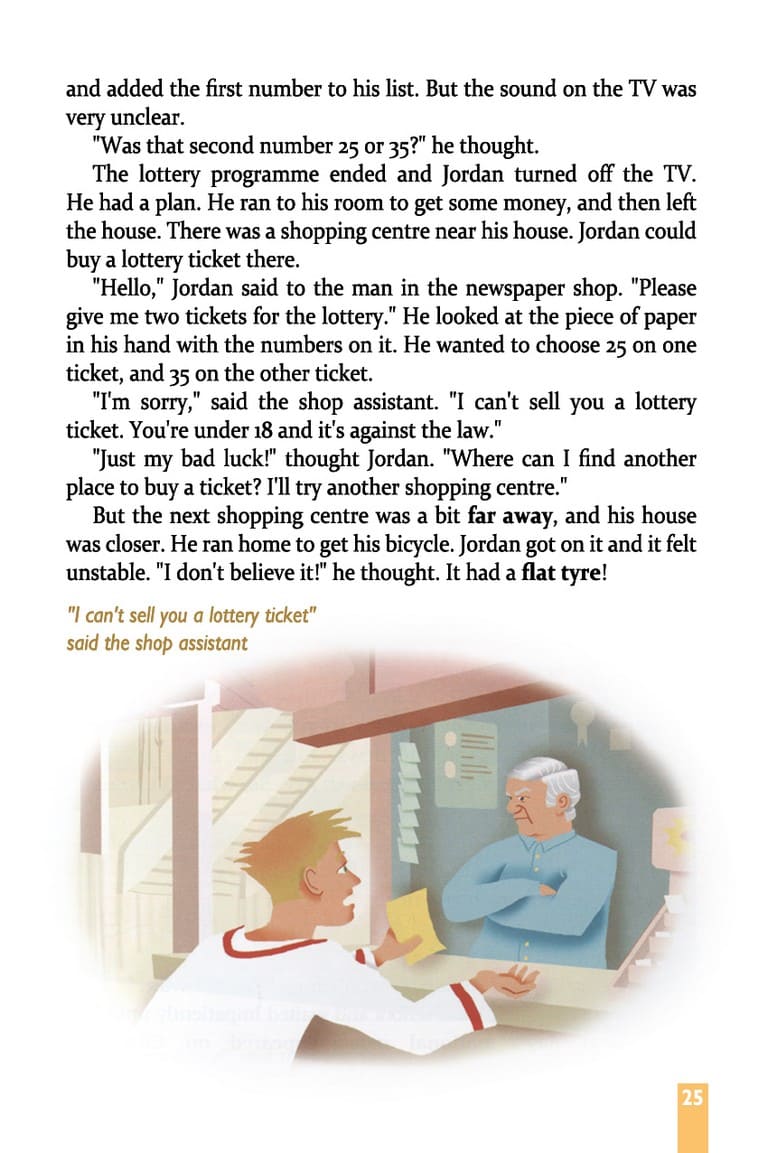 and added the first number to his list. But the sound on the TV was
very unclear.
"Was that second number 25 or 35?" he thought.
The lottery programme ended and Jordan turned off the TV.
He had a plan. He ran to his room to get some money, and then left
the house. There was a shopping centre near his house. Jordan could
buy a lottery ticket there.
"Hello," Jordan said to the man in the newspaper shop. "Please
give me two tickets for the lottery." He looked at the piece of paper
in his hand with the numbers on it. He wanted to choose 25 on one
ticket, and 35 on the other ticket.
"I'm sorry," said the shop assistant. "I can't sell you a lottery
ticket. You're under 18 and it's against the law."
"Just my bad luck!" thought Jordan. "Where can I find another
place to buy a ticket? I'll try another shopping centre."
But the next shopping centre was a bit far away, and his house
was closer. He ran home to get his bicycle. Jordan got on it and it felt
unstable. "I don't believe it!" he thought. It had a flat tyre!
"I can't sell you a lottery ticket"
said the shop assistant
25